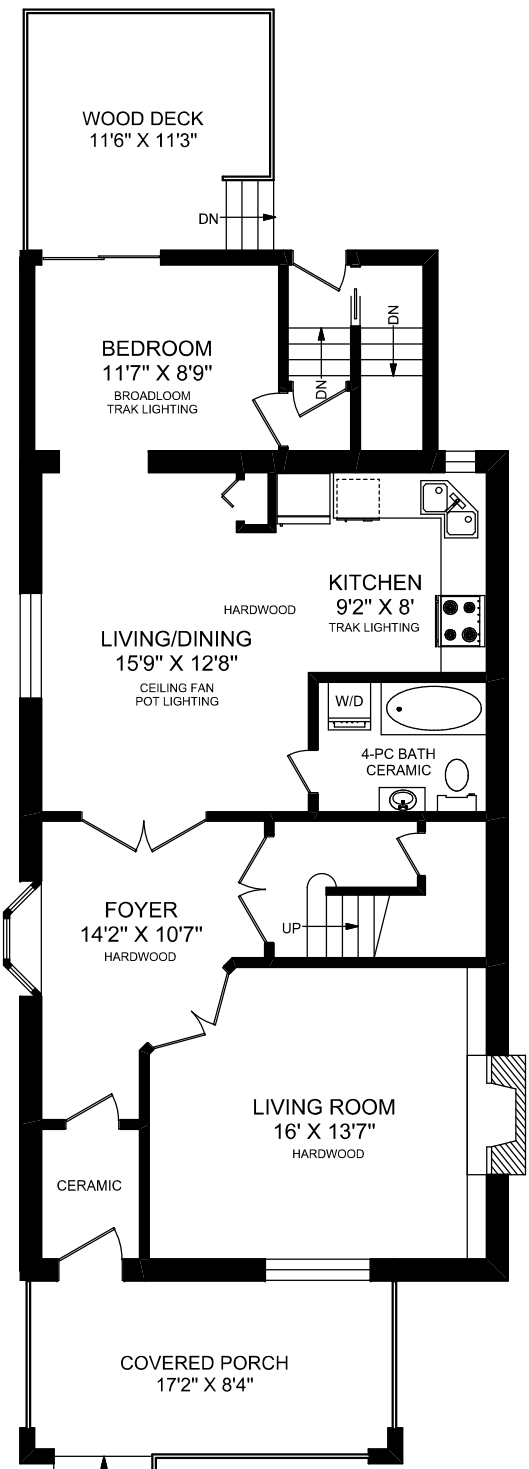 WOOD DECK
11'6" X 11'3"
DN
BEDROOM
11'7" X 8'9"
BROADLOOM
TRAK LIGHTING
DN
DN
KITCHEN
9'2" X 8'
TRAK LIGHTING
HARDWOOD
LIVING/DINING
15'9" X 12'8"
CEILING FAN
POT LIGHTING
W/D
4-PC BATH
CERAMIC
FOYER
14'2" X 10'7"
HARDWOOD
UP
LIVING ROOM
16' X 13'7"
HARDWOOD
CERAMIC
COVERED PORCH
17'2" X 8'4"